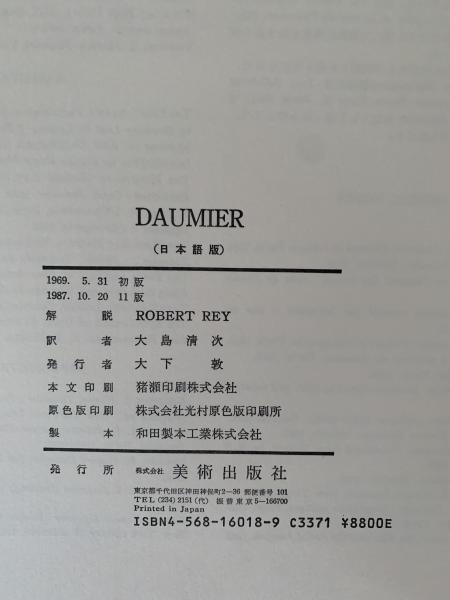 DAUMIER
(日本語版)
1969. 5. 31 初版
1987. 10. 20 11版
解説 ROBERT REY
訳者 大島清次
発行者 大下敦
本文印刷 猪瀬印刷株式会社
原色版印刷 株式会社光村原色版印刷所
製本 和田製本工業株式会社
発行所 株式会社 美術出版社
東京都千代田区神田神保町2-36 郵便番号 101
TEL (234) 2151(代) 振替東京5-166700
Printed in Japan
ISBN4-568-16018-9 C3371 ¥8800E